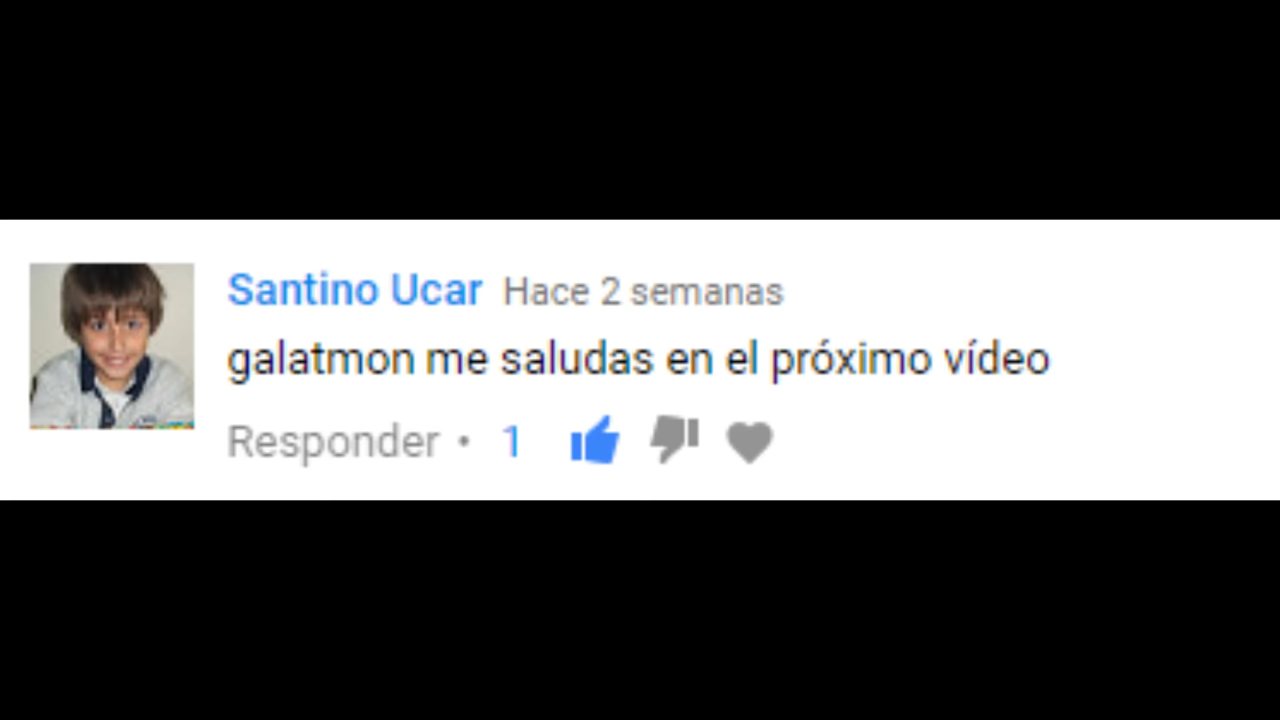 Santino Ucar Hace 2 semanas
galatmon me saludas en el próximo vídeo
Responder • 1